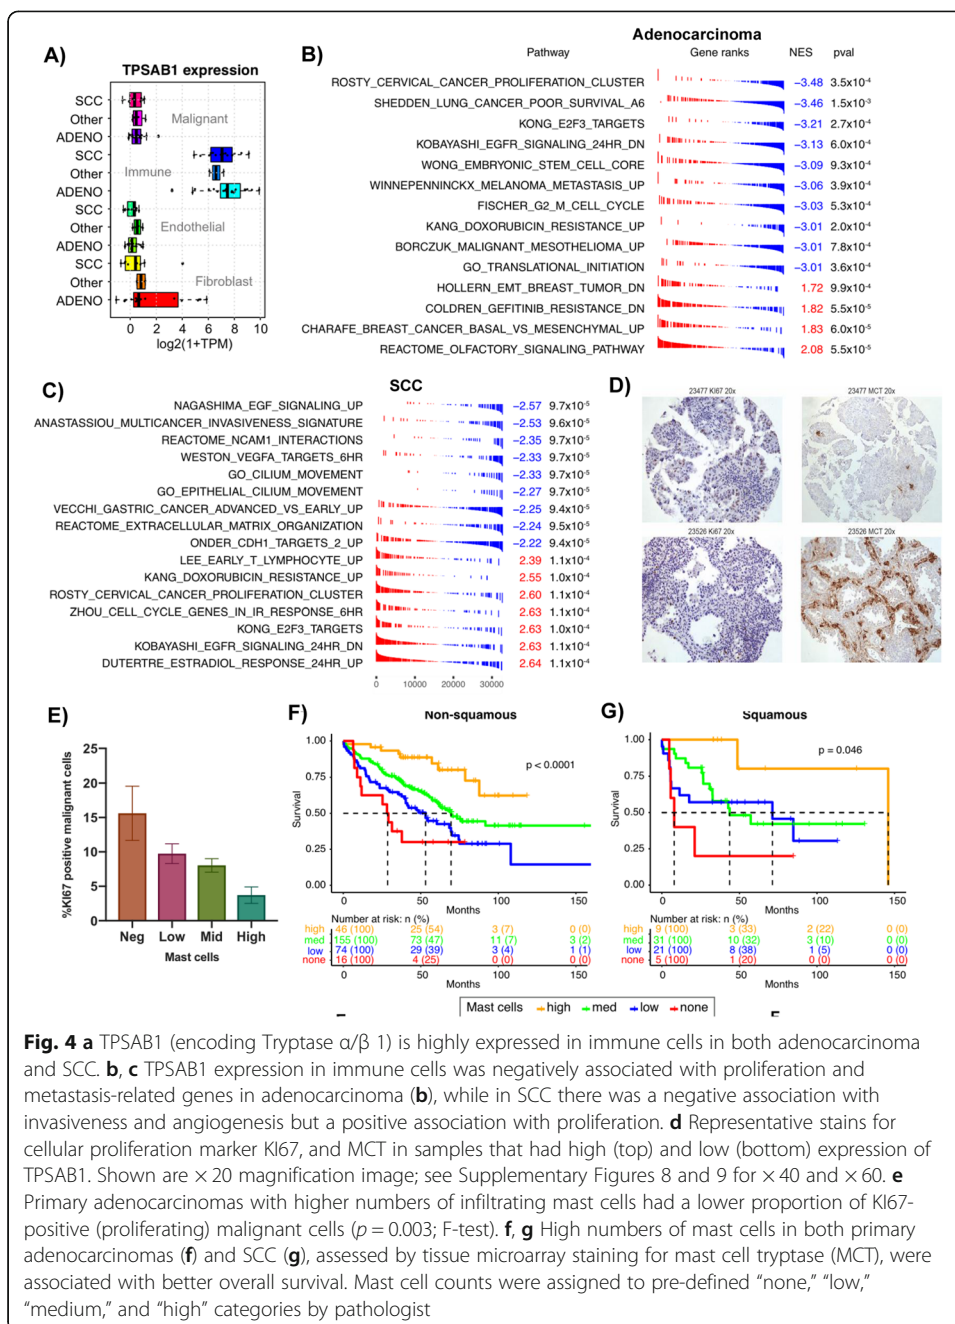 A)
TPSAB1 expression
SCC
Other
Malignant
ADENO
SCC
Other
Immune
ADENO
SCC
Other
Endothelial
ADENO
SCC
Other
Fibroblast
ADENO
0 2 4 6 8 10
log2(1+TPM)
B)
Adenocarcinoma
Pathway Gene ranks NES pval
ROSTY_CERVICAL_CANCER_PROLIFERATION_CLUSTER −3.48 3.5x10-4
SHEDDEN_LUNG_CANCER_POOR_SURVIVAL_A6 −3.46 1.5x10-3
KONG_E2F3_TARGETS −3.21 2.7x10-4
KOBAYASHI_EGFR_SIGNALING_24HR_DN −3.13 6.0x10-4
WONG_EMBRYONIC_STEM_CELL_CORE −3.09 9.3x10-4
WINNEPENNINCKX_MELANOMA_METASTASIS_UP −3.06 3.9x10-4
FISCHER_G2_M_CELL_CYCLE −3.03 5.3x10-4
KANG_DOXORUBICIN_RESISTANCE_UP −3.01 2.0x10-4
BORCZUK_MALIGNANT_MESOTHELIOMA_UP −3.01 7.8x10-4
GO_TRANSLATIONAL_INITIATION −3.01 3.6x10-4
HOLLERN_EMT_BREAST_TUMOR_DN 1.72 9.9x10-4
COLDREN_GEFITINIB_RESISTANCE_DN 1.82 5.5x10-5
CHARAFE_BREAST_CANCER_BASAL_VS_MESENCHYMAL_UP 1.83 6.0x10-5
REACTOME_OLFACTORY_SIGNALING_PATHWAY 2.08 5.5x10-5
C)
SCC
NAGASHIMA_EGF_SIGNALING_UP −2.57 9.7x10-5
ANASTASSIOU_MULTICANCER_INVASIVENESS_SIGNATURE −2.53 9.6x10-5
REACTOME_NCAM1_INTERACTIONS −2.35 9.7x10-5
WESTON_VEGFA_TARGETS_6HR −2.33 9.7x10-5
GO_CILIUM_MOVEMENT −2.33 9.7x10-5
GO_EPITHELIAL_CILIUM_MOVEMENT −2.27 9.7x10-5
VECCHI_GASTRIC_CANCER_ADVANCED_VS_EARLY_UP −2.25 9.4x10-5
REACTOME_EXTRACELLULAR_MATRIX_ORGANIZATION −2.24 9.5x10-5
ONDER_CDH1_TARGETS_2_UP −2.22 9.4x10-5
LEE_EARLY_T_LYMPHOCYTE_UP 2.39 1.1x10-4
KANG_DOXORUBICIN_RESISTANCE_UP 2.55 1.0x10-4
ROSTY_CERVICAL_CANCER_PROLIFERATION_CLUSTER 2.60 1.1x10-4
ZHOU_CELL_CYCLE_GENES_IN_IR_RESPONSE_6HR 2.63 1.1x10-4
KONG_E2F3_TARGETS 2.63 1.0x10-4
KOBAYASHI_EGFR_SIGNALING_24HR_DN 2.63 1.1x10-4
DUTERTRE_ESTRADIOL_RESPONSE_24HR_UP 2.64 1.1x10-4
0 10000 20000 30000
D)
23477 KI67 20x 23477 MCT 20x
23526 KI67 20x 23526 MCT 20x
E)
%KI67 positive malignant cells
25
20
15
10
5
0
Neg Low Mid High
Mast cells
F)
Non-squamous
Survival
1.00
0.75
0.50
0.25
0.00
p < 0.0001
0 50 100 150
Months
Number at risk: n (%)
high 46 (100) 25 (54) 3 (7) 0 (0)
med 155 (100) 73 (47) 11 (7) 3 (2)
low 74 (100) 29 (39) 3 (4) 1 (1)
none 16 (100) 4 (25) 0 (0) 0 (0)
0 50 100 150
Months
G)
Squamous
Survival
1.00
0.75
0.50
0.25
0.00
p = 0.046
0 50 100 150
Months
Number at risk: n (%)
high 9 (100) 3 (33) 2 (22) 0 (0)
med 31 (100) 10 (32) 3 (10) 0 (0)
low 21 (100) 8 (38) 1 (5) 0 (0)
none 5 (100) 1 (20) 0 (0) 0 (0)
0 50 100 150
Months
Mast cells high med low none
Fig. 4 a TPSAB1 (encoding Tryptase α/β 1) is highly expressed in immune cells in both adenocarcinoma
and SCC. b, c TPSAB1 expression in immune cells was negatively associated with proliferation and
metastasis-related genes in adenocarcinoma (b), while in SCC there was a negative association with
invasiveness and angiogenesis but a positive association with proliferation. d Representative stains for
cellular proliferation marker KI67, and MCT in samples that had high (top) and low (bottom) expression of
TPSAB1. Shown are × 20 magnification image; see Supplementary Figures 8 and 9 for × 40 and × 60. e
Primary adenocarcinomas with higher numbers of infiltrating mast cells had a lower proportion of KI67-
positive (proliferating) malignant cells (p = 0.003; F-test). f, g High numbers of mast cells in both primary
adenocarcinomas (f) and SCC (g), assessed by tissue microarray staining for mast cell tryptase (MCT), were
associated with better overall survival. Mast cell counts were assigned to pre-defined “none,” “low,”
“medium,” and “high” categories by pathologist